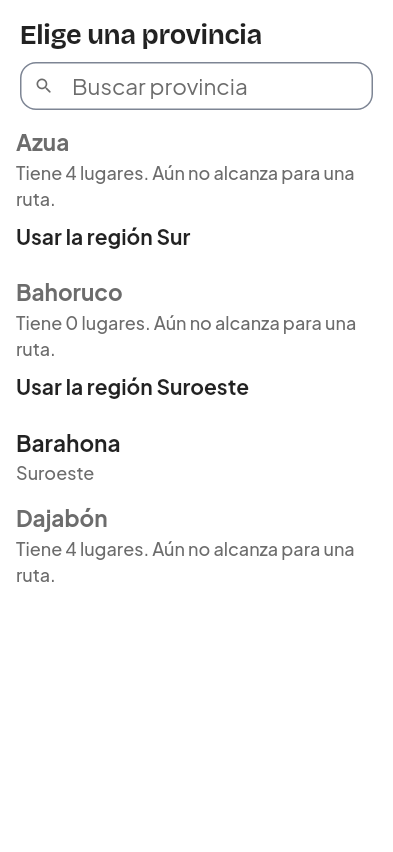 Elige una provincia
Buscar provincia
Azua
Tiene 4 lugares. Aún no alcanza para una
ruta.
Usar la región Sur
Bahoruco
Tiene 0 lugares. Aún no alcanza para una
ruta.
Usar la región Suroeste
Barahona
Suroeste
Dajabón
Tiene 4 lugares. Aún no alcanza para una
ruta.